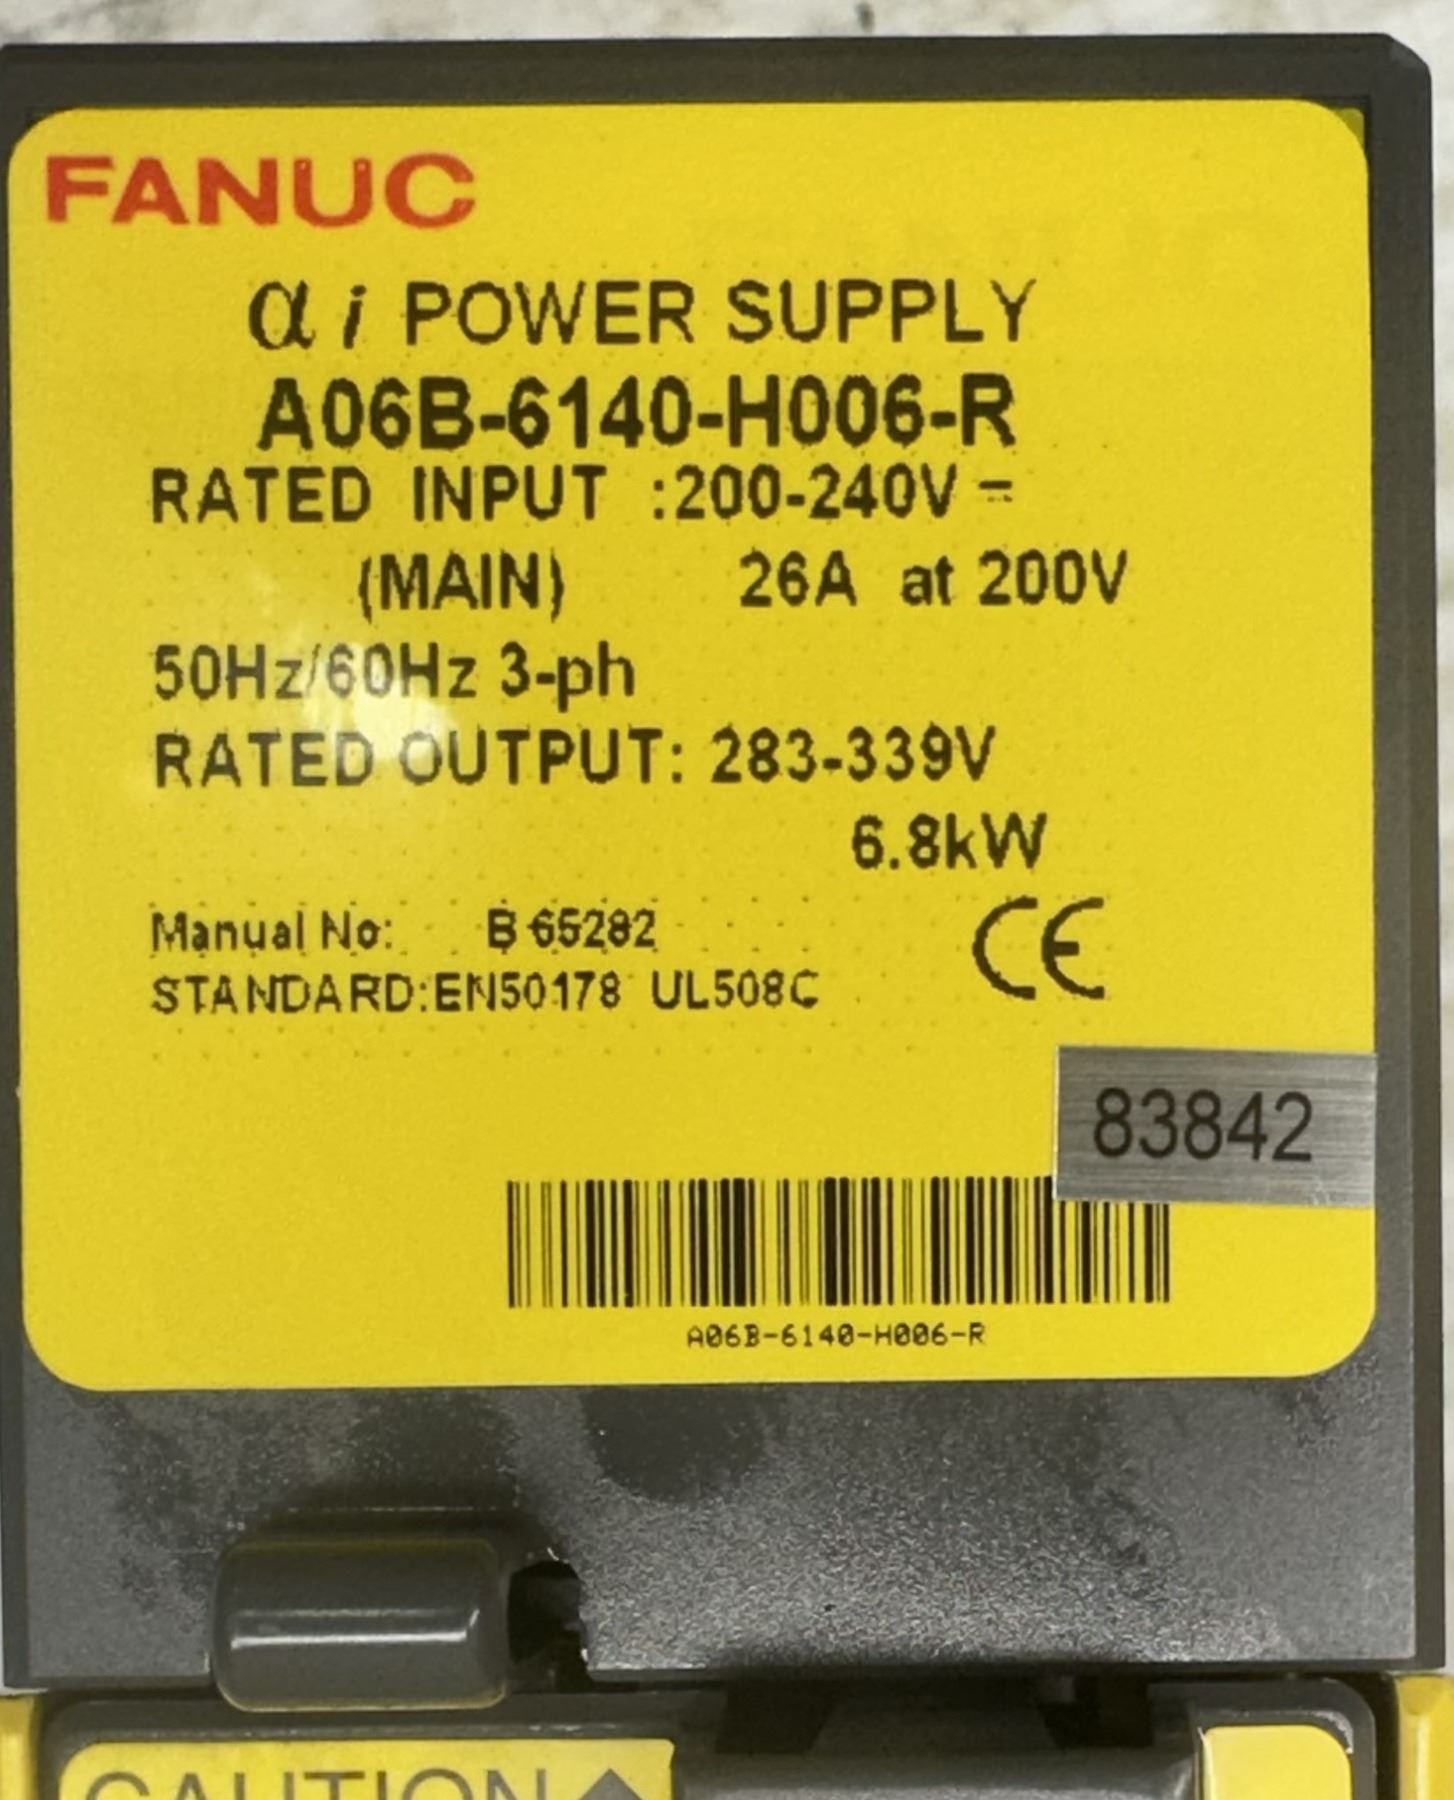 FANUC
αi POWER SUPPLY
A06B-6140-H006-R
RATED INPUT :200-240V =
(MAIN) 26A at 200V
50Hz/60Hz 3-ph
RATED OUTPUT: 283-339V
6.8kW
Manual No: B 65282
STANDARD:EN50178 UL508C
CE
83842
A06B-6140-H006-R
CAUTION